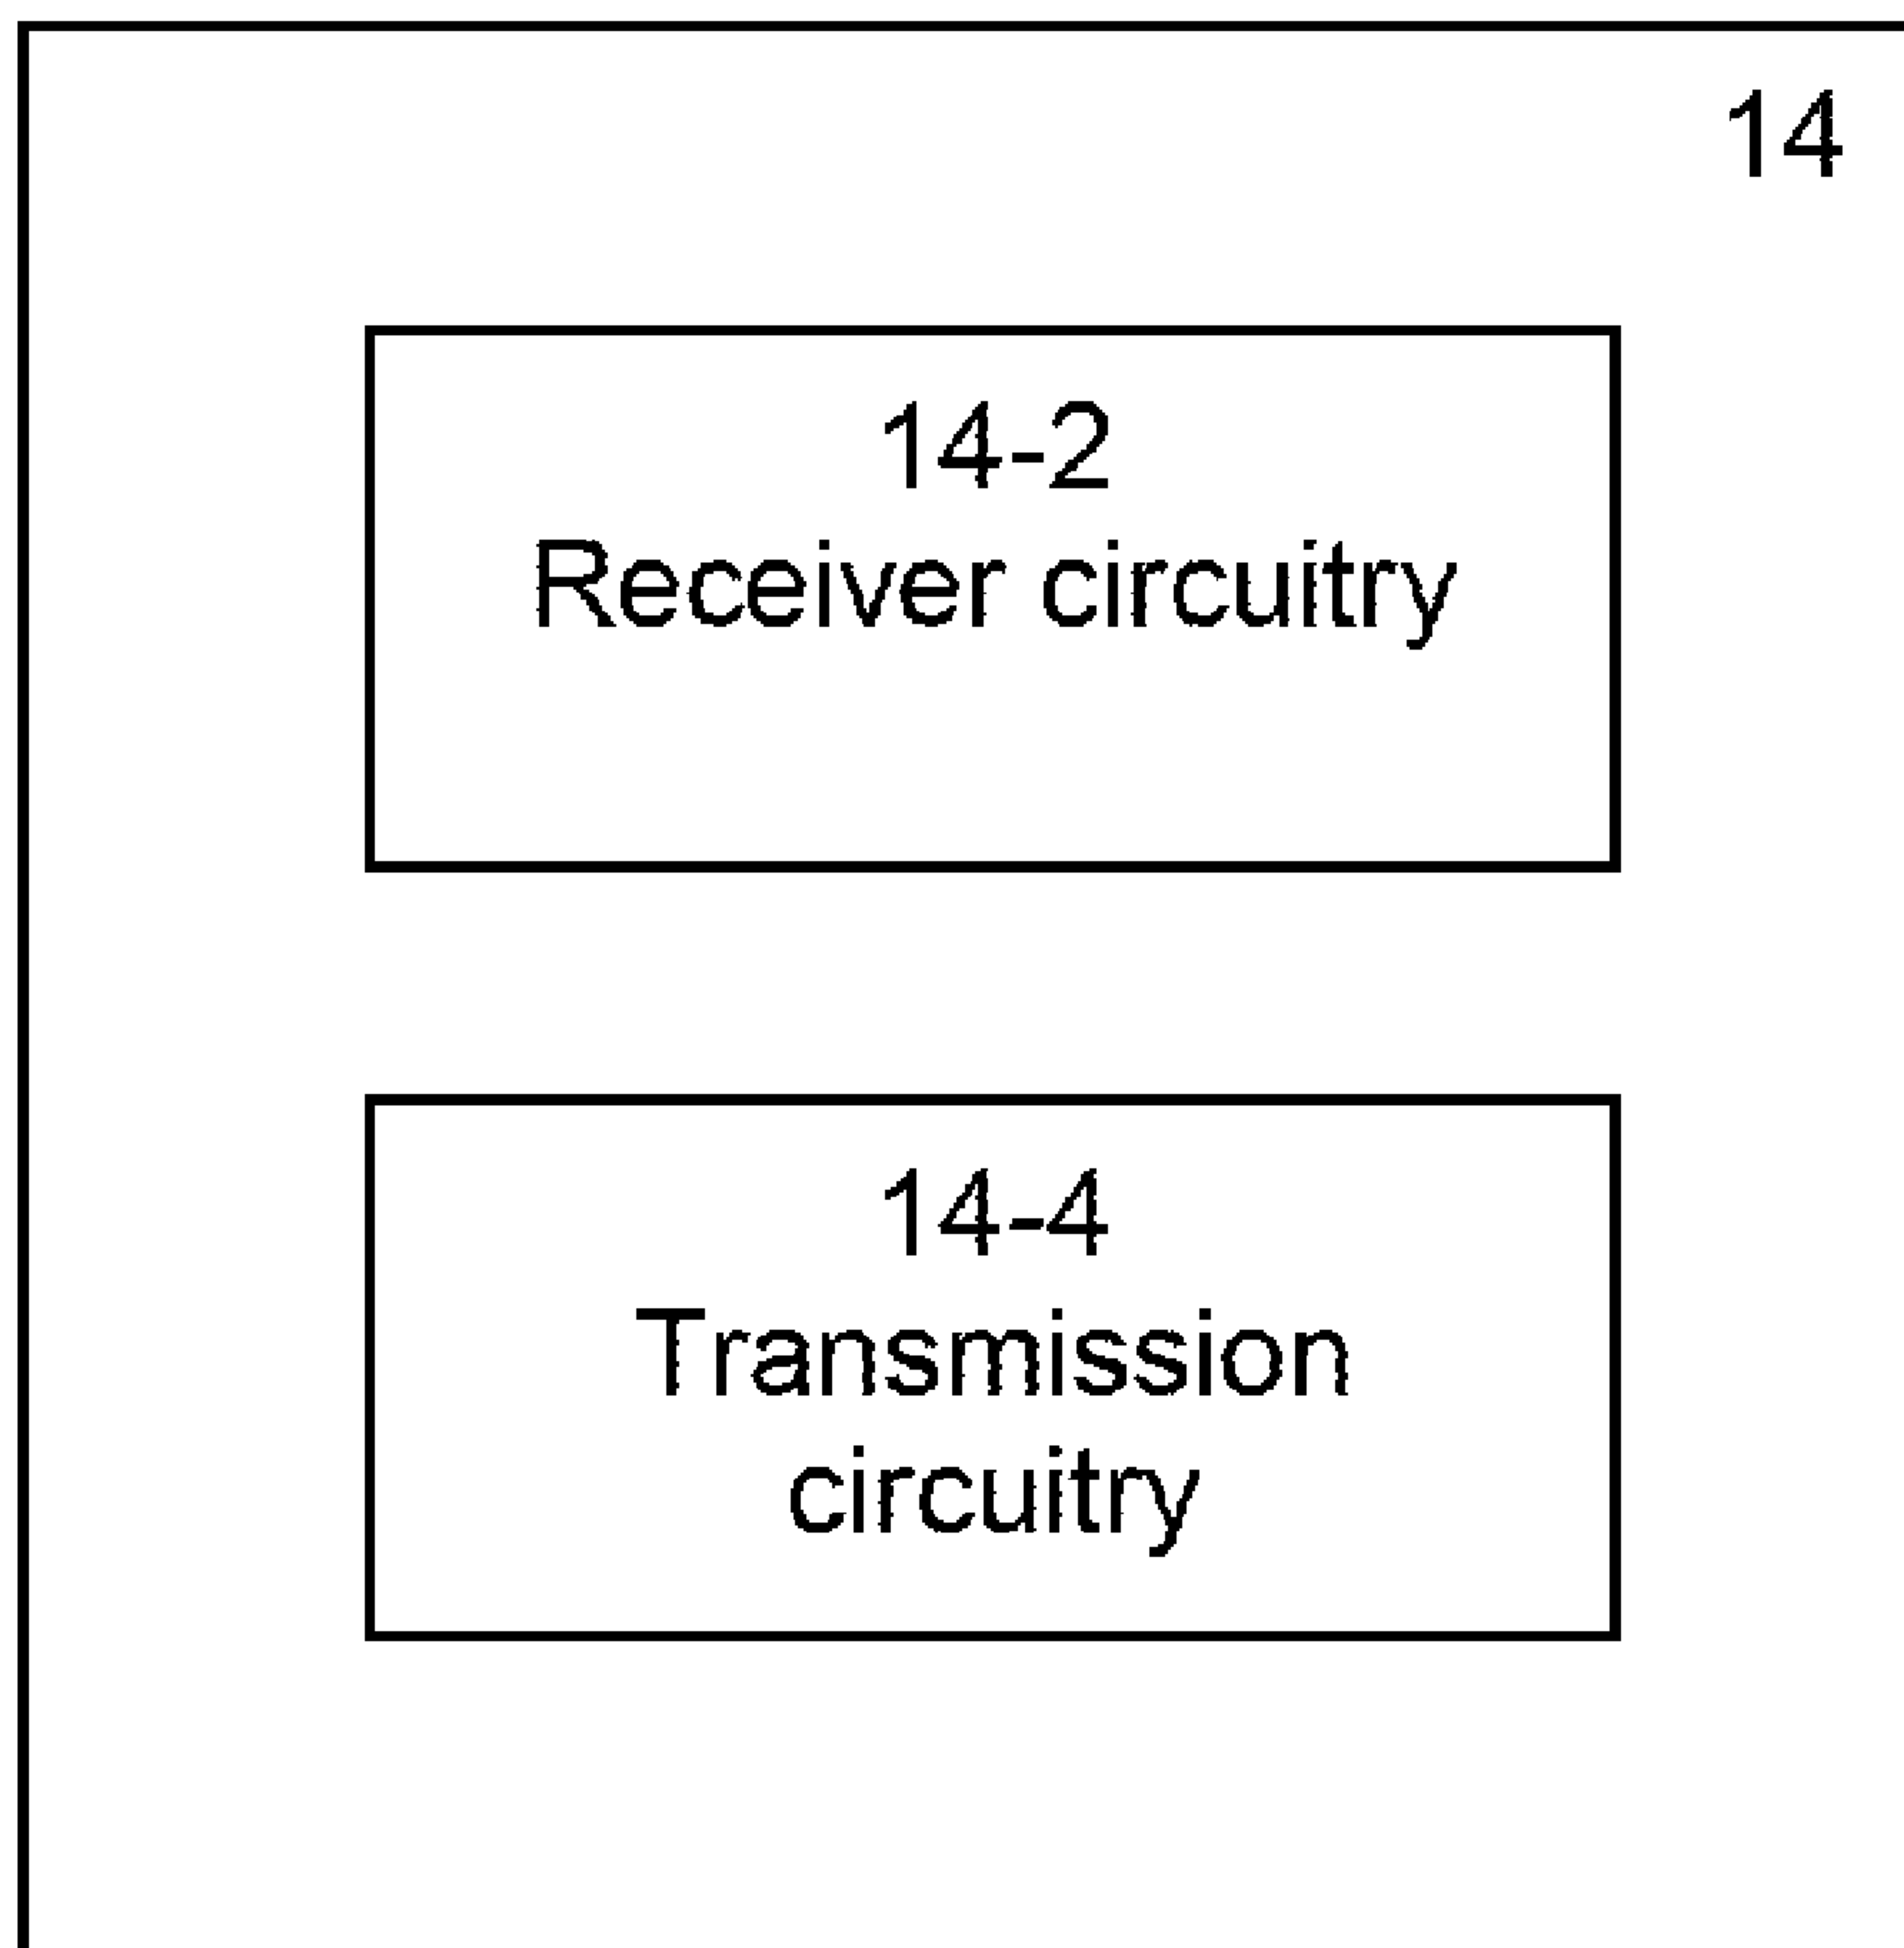 14
14-2
Receiver circuitry
14-4
Transmission
circuitry